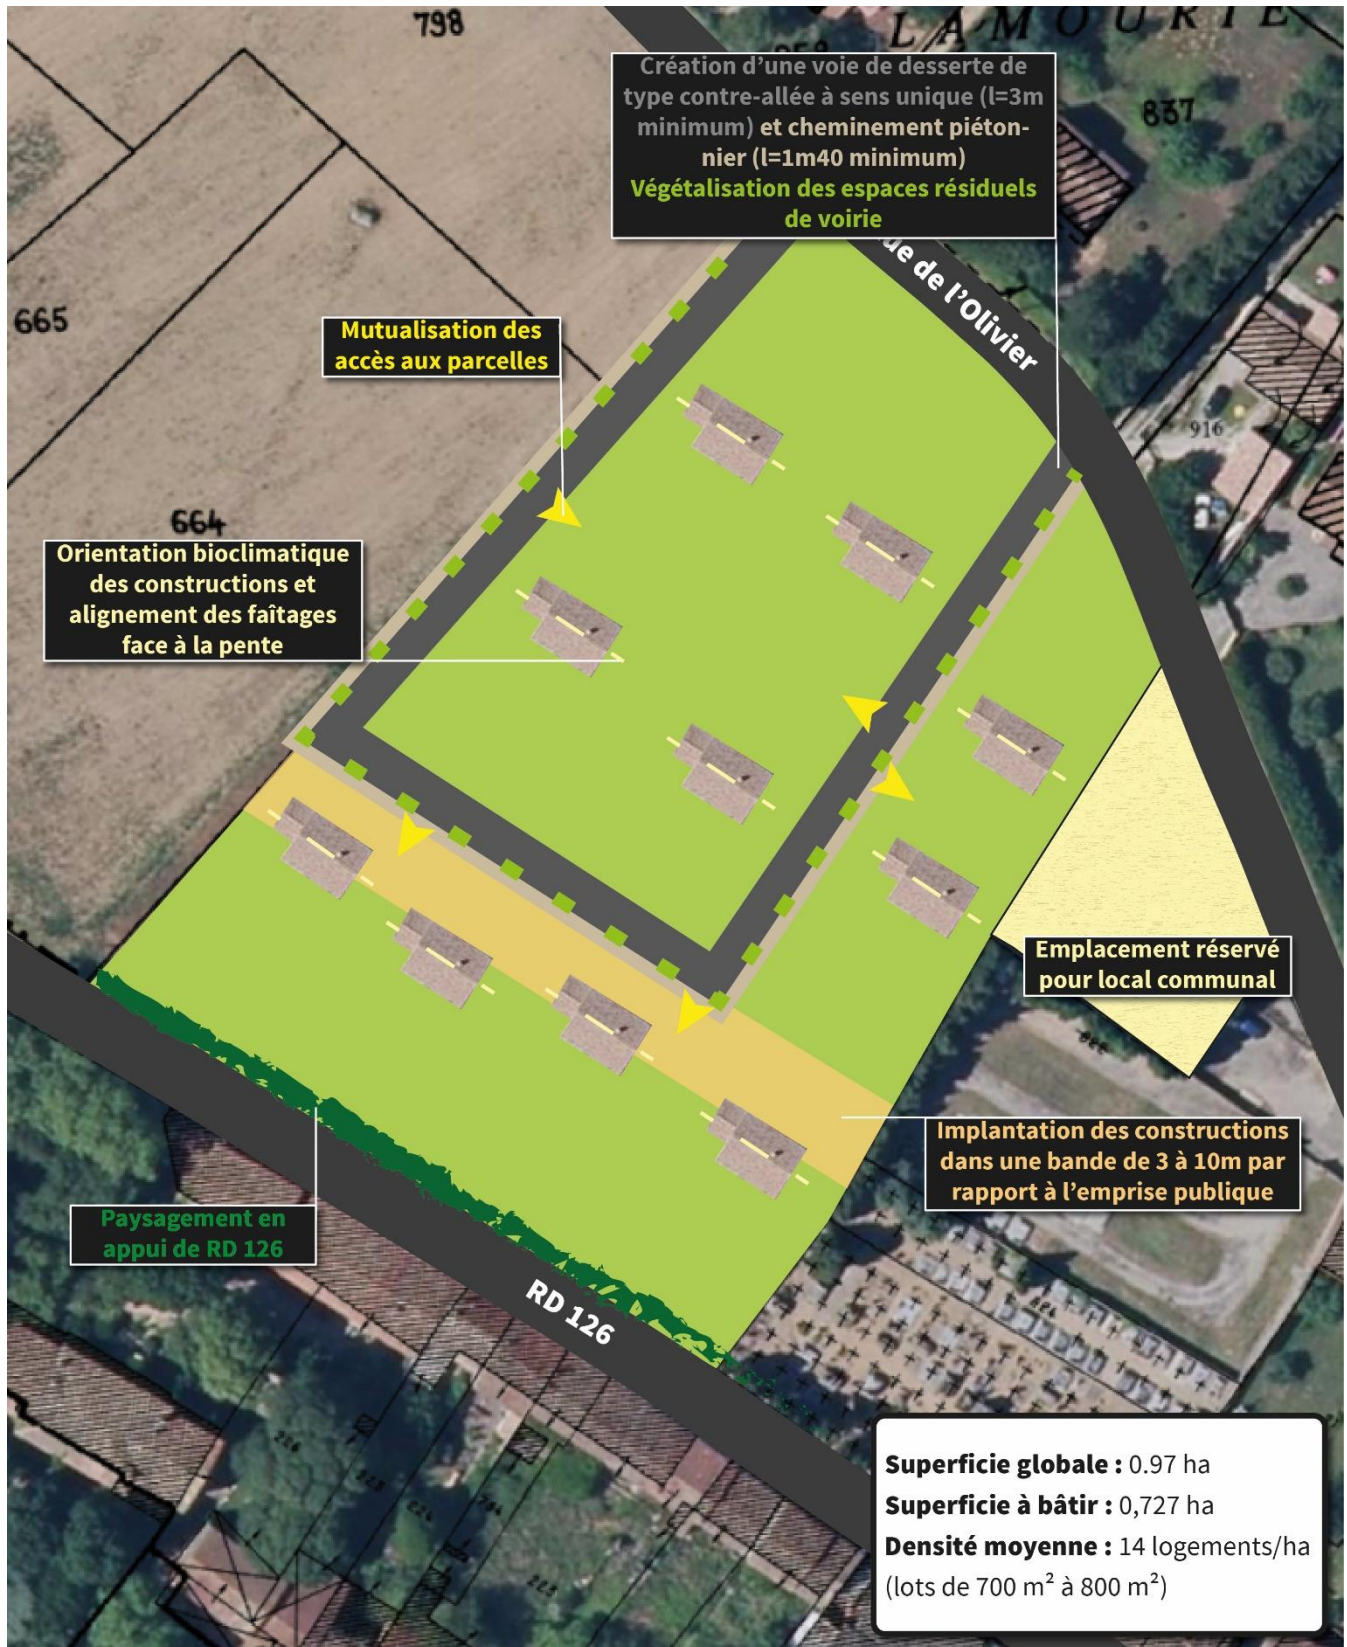 798
LAMOURIE
837
Création d’une voie de desserte de
type contre-allée à sens unique (l=3m
minimum) et cheminement piéton-
nier (l=1m40 minimum)
Végétalisation des espaces résiduels
de voirie
ue de l’Olivier
665
Mutualisation des
accès aux parcelles
916
664
Orientation bioclimatique
des constructions et
alignement des faîtages
face à la pente
Emplacement réservé
pour local communal
Implantation des constructions
dans une bande de 3 à 10m par
rapport à l’emprise publique
Paysagement en
appui de RD 126
RD 126
226
225
224
223
Superficie globale : 0.97 ha
Superficie à bâtir : 0,727 ha
Densité moyenne : 14 logements/ha
(lots de 700 m² à 800 m²)